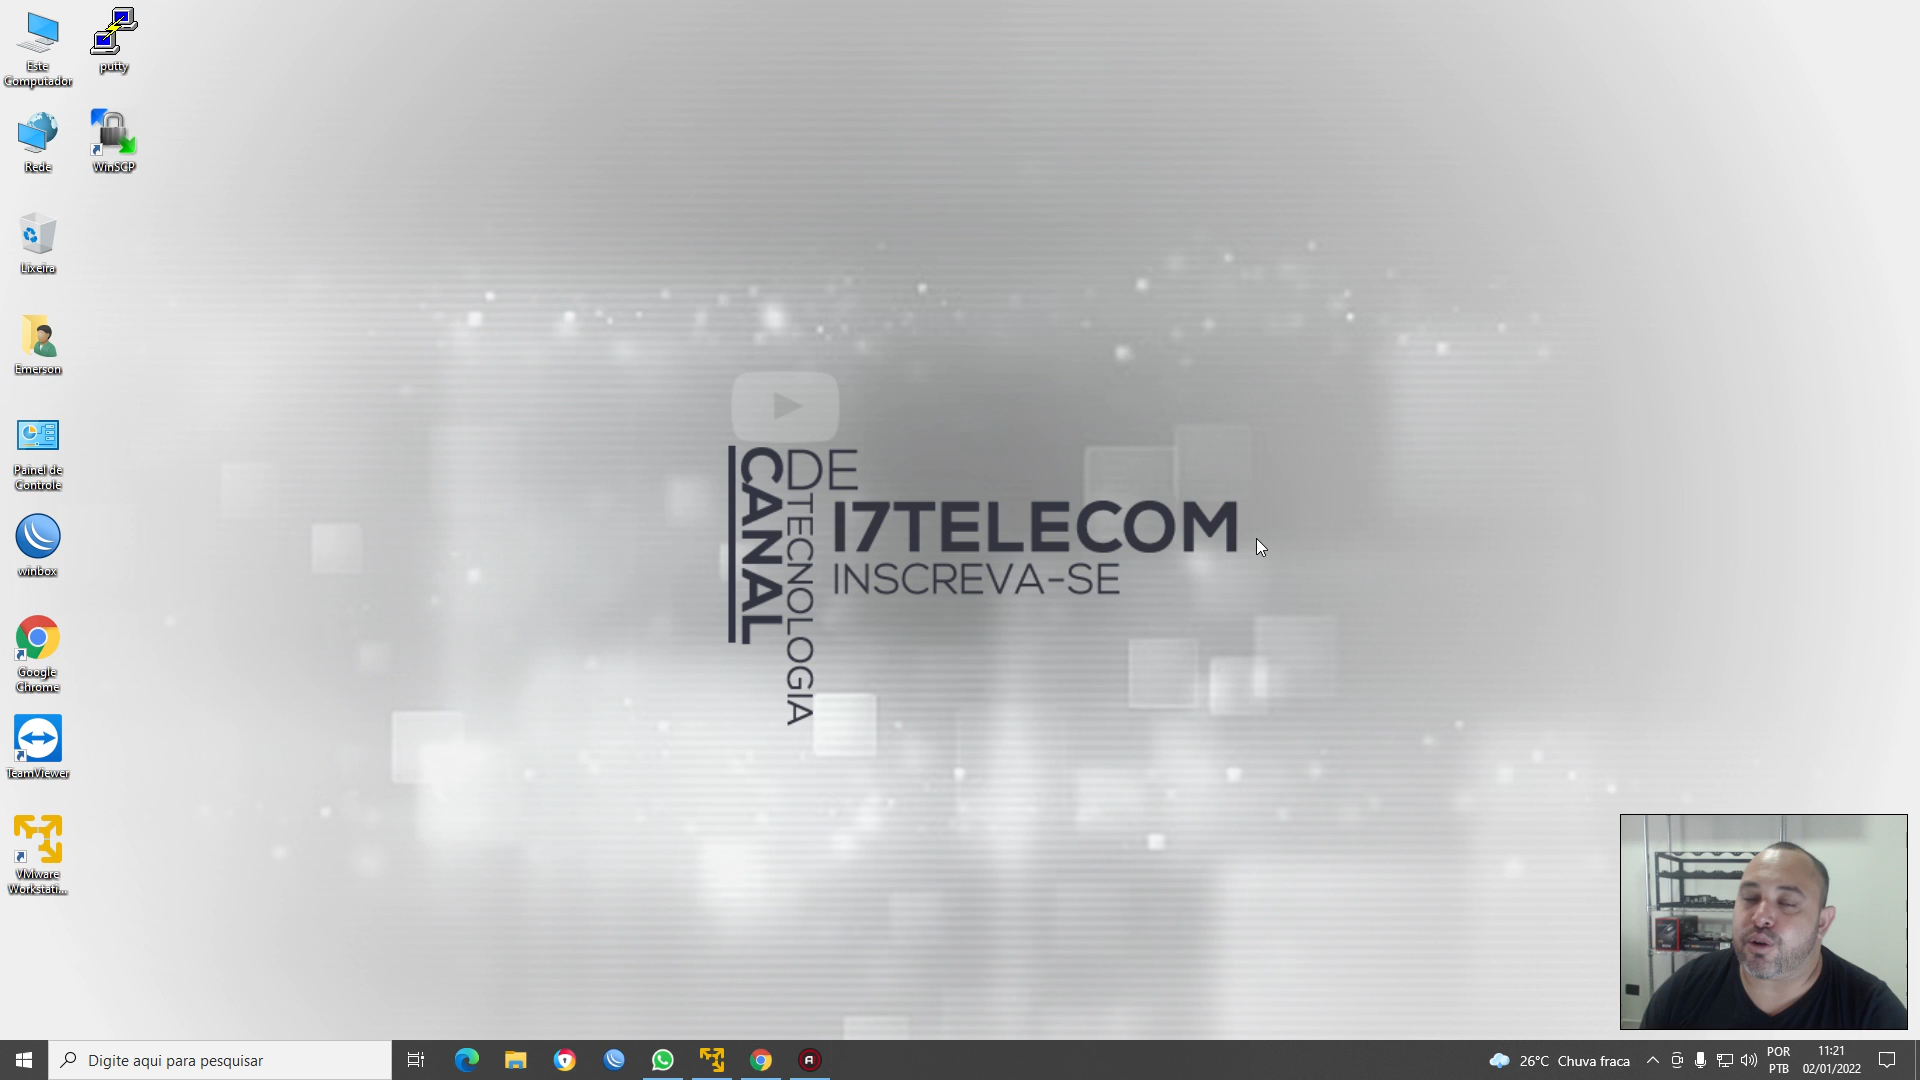 Este
Computador
putty
Rede
WinSCP
Lixeira
Emerson
Painel de
Controle
winbox
Google
Chrome
TeamViewer
VMware
Workstati...
CANAL
DE
TECNOLOGIA
I7TELECOM
INSCREVA-SE
Digite aqui para pesquisar
26°C Chuva fraca
POR
PTB
11:21
02/01/2022